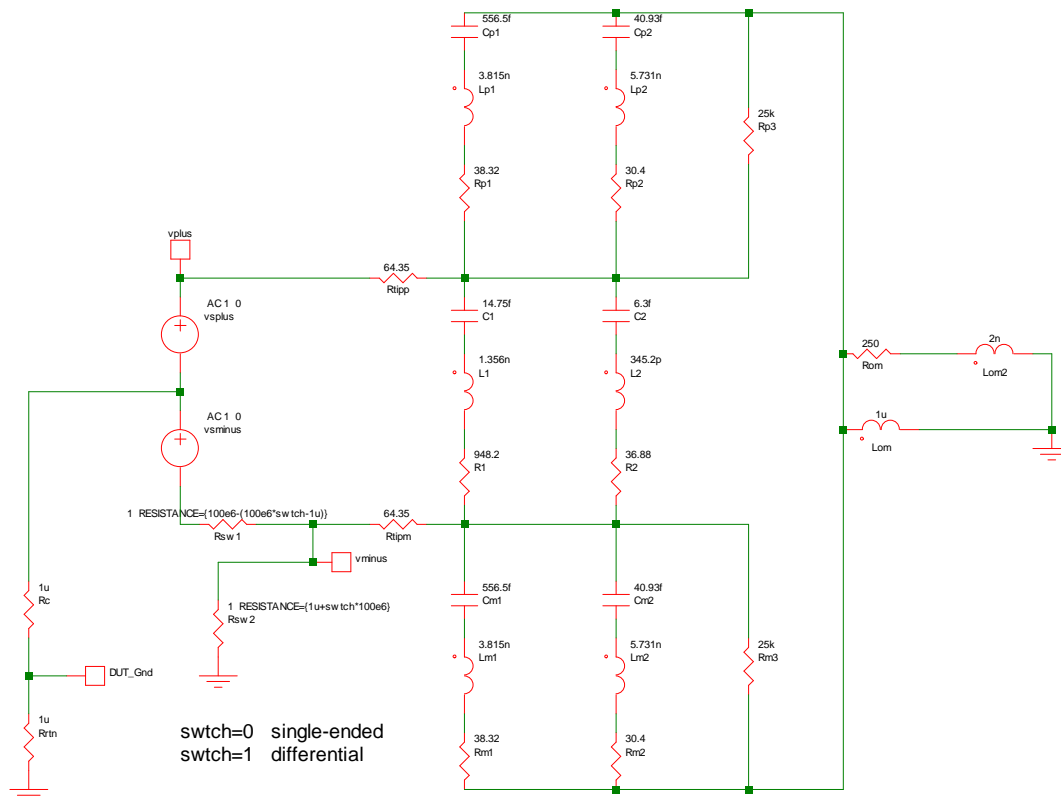 556.5f
Cp1
40.93f
Cp2
3.815n
Lp1
5.731n
Lp2
25k
Rp3
38.32
Rp1
30.4
Rp2
vplus
64.35
Rtipp
AC 1 0
vsplus
14.75f
C1
6.3f
C2
250
Rom
2n
Lom2
1.356n
L1
345.2p
L2
1u
Lom
AC 1 0
vsminus
948.2
R1
36.88
R2
1 RESISTANCE={100e6-(100e6*swtch-1u)}
Rsw1
64.35
Rtipm
vminus
1u
Rc
1 RESISTANCE={1u+swtch*100e6}
Rsw2
556.5f
Cm1
40.93f
Cm2
3.815n
Lm1
5.731n
Lm2
25k
Rm3
DUT_Gnd
1u
Rrtn
38.32
Rm1
30.4
Rm2
swtch=0 single-ended
swtch=1 differential